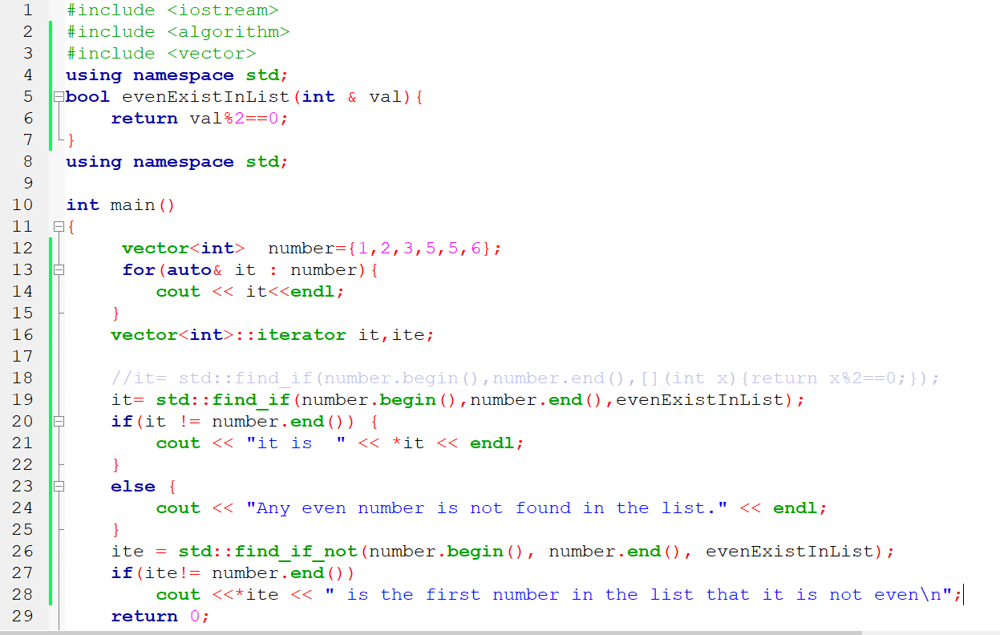 1 #include <iostream>
2 #include <algorithm>
3 #include <vector>
4 using namespace std;
5 bool evenExistInList(int & val){
6     return val%2==0;
7 }
8 using namespace std;
9
10 int main()
11 {
12      vector<int>  number={1,2,3,5,5,6};
13      for(auto& it : number){
14         cout << it<<endl;
15     }
16     vector<int>::iterator it,ite;
17
18     //it= std::find_if(number.begin(),number.end(),[](int x){return x%2==0;});
19     it= std::find_if(number.begin(),number.end(),evenExistInList);
20     if(it != number.end()) {
21         cout << "it is  " << *it << endl;
22     }
23     else {
24         cout << "Any even number is not found in the list." << endl;
25     }
26     ite = std::find_if_not(number.begin(), number.end(), evenExistInList);
27     if(ite!= number.end())
28         cout <<*ite << " is the first number in the list that it is not even\n";
29     return 0;